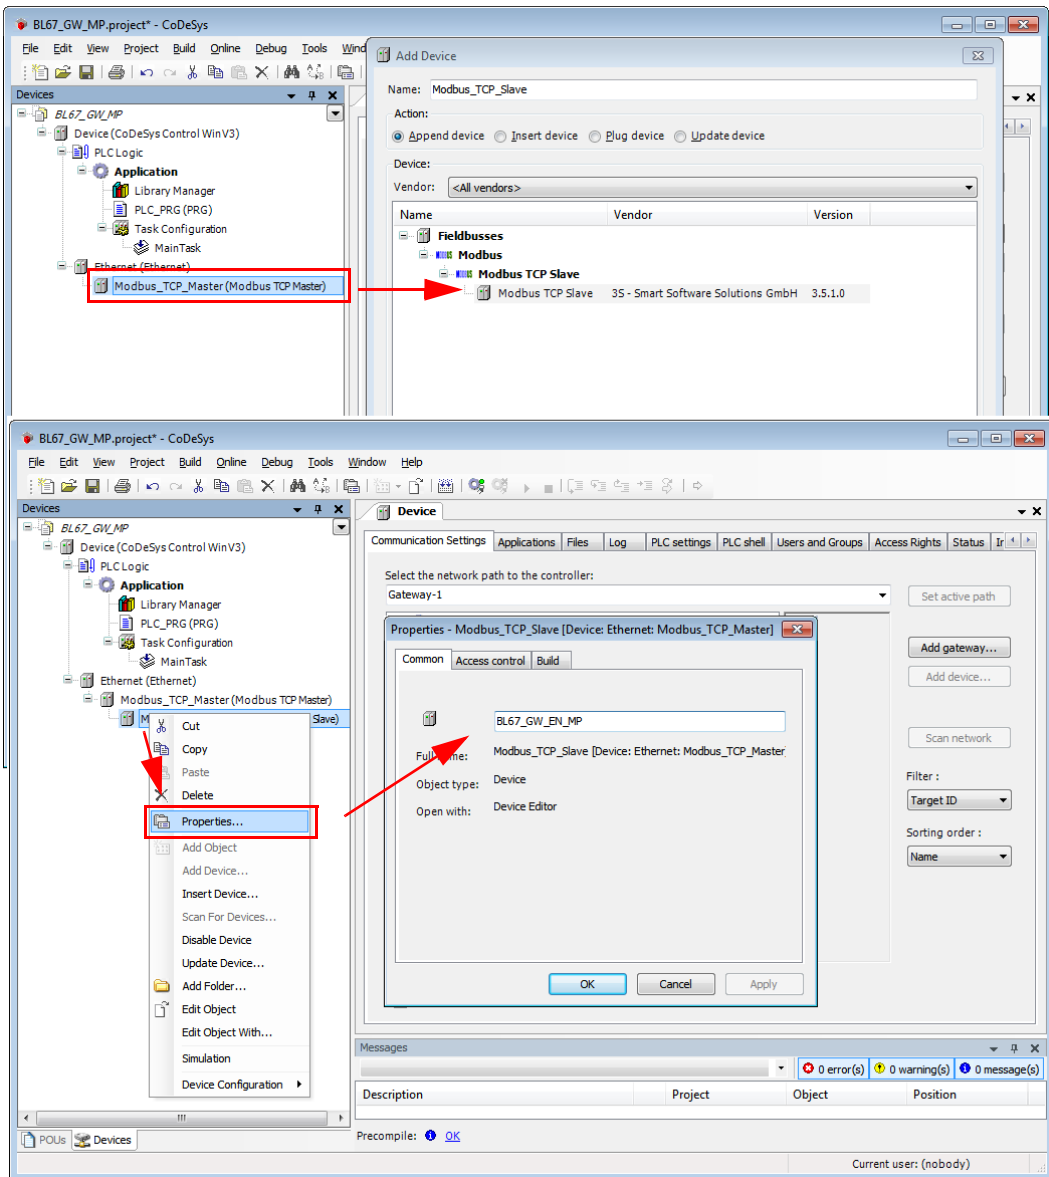 BL67_GW_MP.project* - CoDeSys
File Edit View Project Build Online Debug Tools Wind
Devices
BL67_GW_MP
Device (CoDeSys Control Win V3)
PLC Logic
Application
Library Manager
PLC_PRG (PRG)
Task Configuration
MainTask
Ethernet (Ethernet)
Modbus_TCP_Master (Modbus TCP Master)
Add Device
Name: Modbus_TCP_Slave
Action:
Append device Insert device Plug device Update device
Device:
Vendor: <All vendors>
Name Vendor Version
Fieldbusses
Modbus
Modbus TCP Slave
Modbus TCP Slave 3S - Smart Software Solutions GmbH 3.5.1.0
BL67_GW_MP.project* - CoDeSys
File Edit View Project Build Online Debug Tools Window Help
Devices
BL67_GW_MP
Device (CoDeSys Control Win V3)
PLC Logic
Application
Library Manager
PLC_PRG (PRG)
Task Configuration
MainTask
Ethernet (Ethernet)
Modbus_TCP_Master (Modbus TCP Master)
M Slave)
Cut
Copy
Paste
Delete
Properties...
Add Object
Add Device...
Insert Device...
Scan For Devices...
Disable Device
Update Device...
Add Folder...
Edit Object
Edit Object With...
Simulation
Device Configuration
POUs Devices
Device
Communication Settings Applications Files Log PLC settings PLC shell Users and Groups Access Rights Status Ir
Select the network path to the controller:
Gateway-1
Set active path
Add gateway...
Add device...
Scan network
Filter :
Target ID
Sorting order :
Name
Properties - Modbus_TCP_Slave [Device: Ethernet: Modbus_TCP_Master]
Common Access control Build
BL67_GW_EN_MP
Full name: Modbus_TCP_Slave [Device: Ethernet: Modbus_TCP_Master]
Object type: Device
Open with: Device Editor
OK Cancel Apply
Messages
0 error(s) 0 warning(s) 0 message(s)
Description Project Object Position
Precompile: OK
Current user: (nobody)